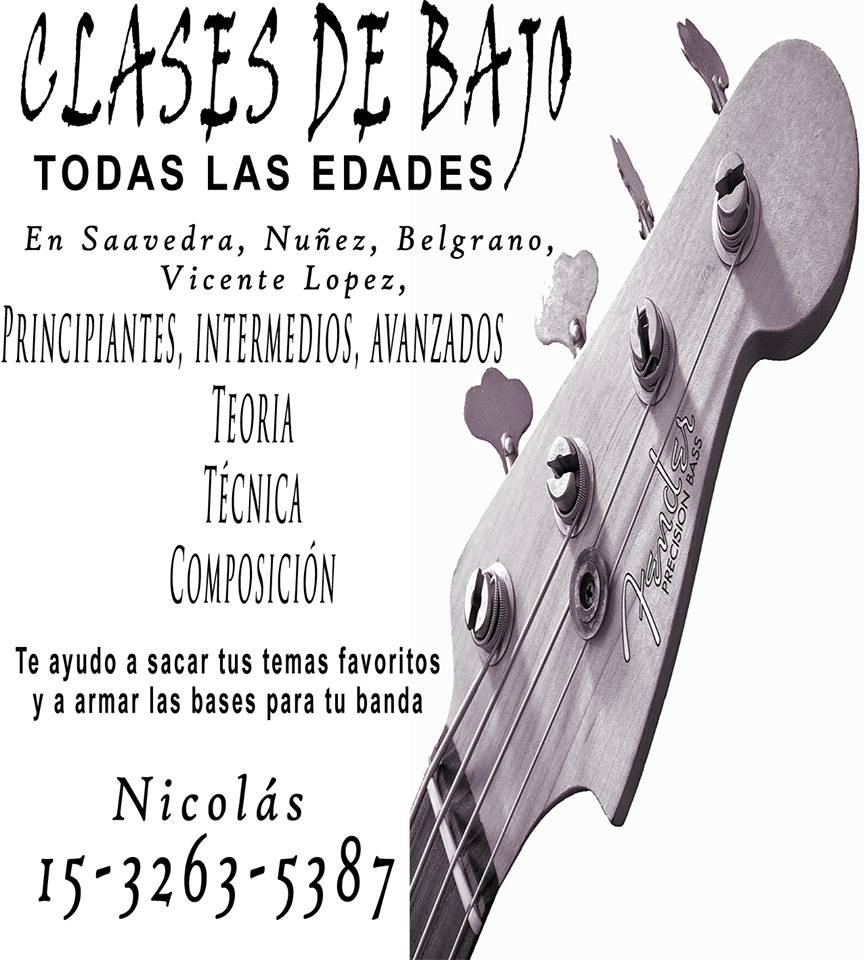 CLASES DE BAJO
TODAS LAS EDADES
En Saavedra, Nuñez, Belgrano,
Vicente Lopez,
PRINCIPIANTES, INTERMEDIOS, AVANZADOS
TEORIA
TÉCNICA
COMPOSICIÓN
Te ayudo a sacar tus temas favoritos
y a armar las bases para tu banda
Nicolás
15-3263-5387
Fender
PRECISION BASS